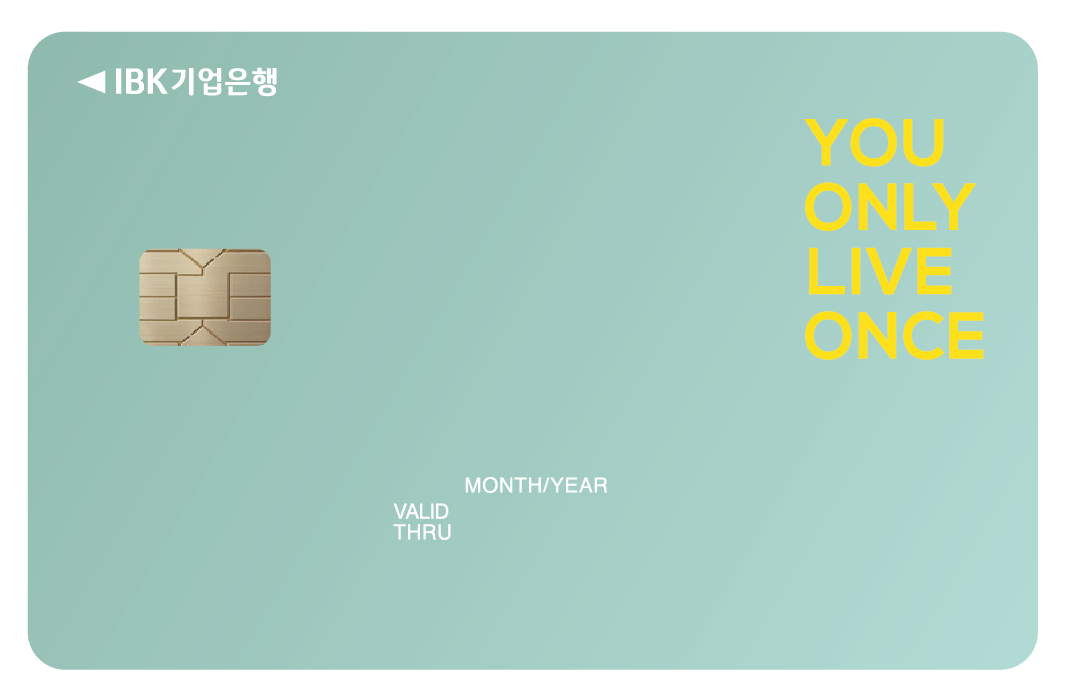 IBK기업은행
YOU
ONLY
LIVE
ONCE
MONTH/YEAR
VALID
THRU